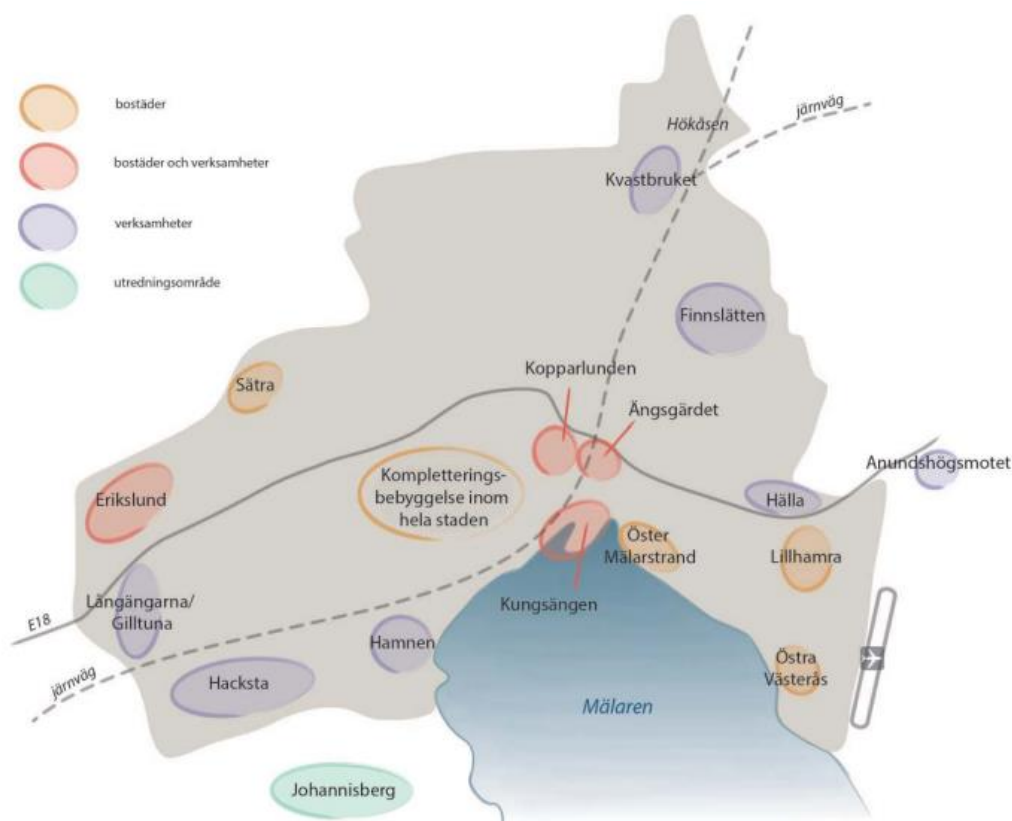 bostäder
bostäder och verksamheter
verksamheter
utredningsområde
Hökåsen
järnväg
Kvastbruket
Finnslätten
Kopparlunden
Sätra
Ängsgärdet
Anundshögsmotet
Kompletterings-
bebyggelse inom
hela staden
Erikslund
Hälla
Öster
Mälarstrand
Lillhamra
Långängarna/
Gilltuna
Kungsängen
E18
Hamnen
järnväg
Hacksta
Östra
Västerås
Mälaren
Johannisberg